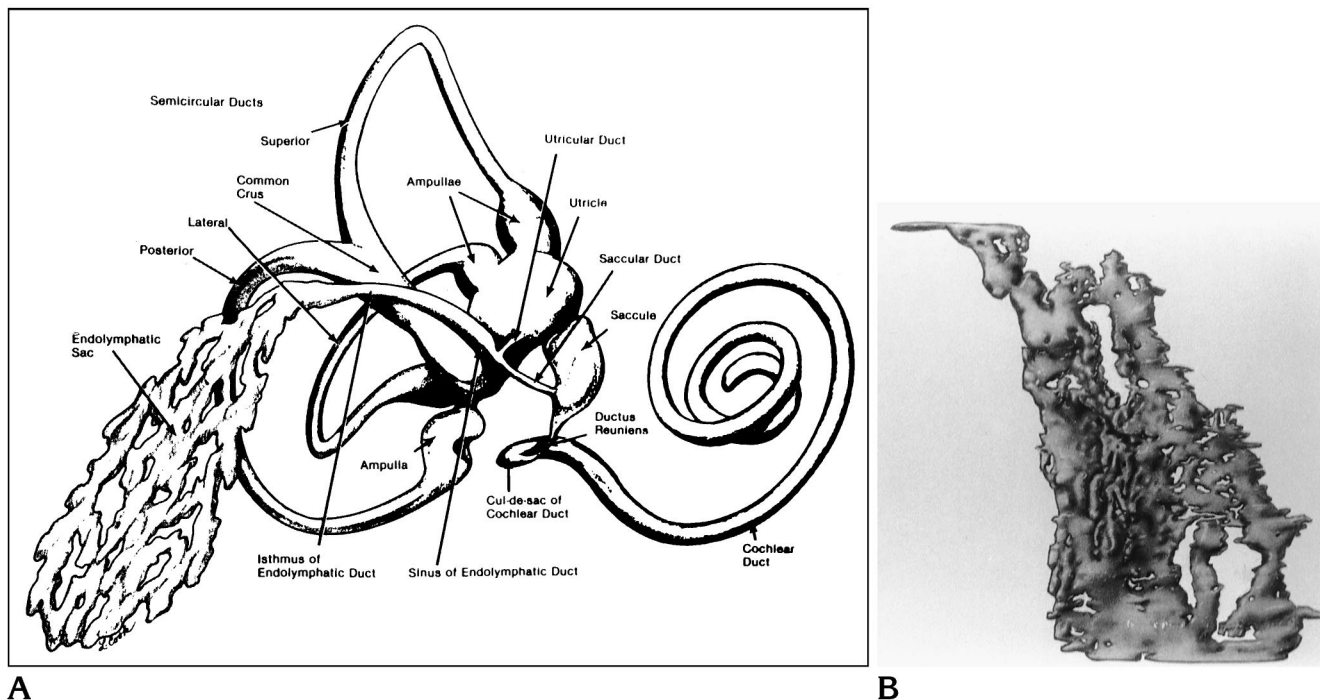 Semicircular Ducts
Superior
Utricular Duct
Common
Crus
Ampullae
Utricle
Lateral
Posterior
Saccular Duct
Saccule
Endolymphatic
Sac
Ductus
Reuniens
Ampulla
Cul-de-sac of
Cochlear Duct
Isthmus of
Endolymphatic Duct
Sinus of Endolymphatic Duct
Cochlear
Duct
A
B